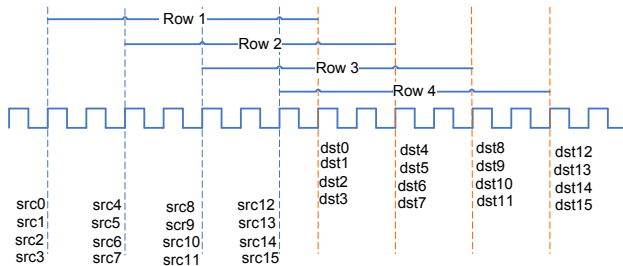 Row 1
Row 2
Row 3
Row 4
dst0
dst1
dst2
dst3
dst4
dst5
dst6
dst7
dst8
dst9
dst10
dst11
dst12
dst13
dst14
dst15
src0
src1
src2
src3
src4
src5
src6
src7
src8
scr9
src10
src11
src12
src13
src14
src15